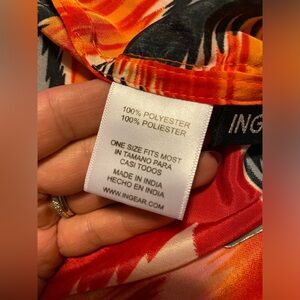 100% POLYESTER
100% POLIESTER
ONE SIZE FITS MOST
IN TAMANO PARA
CASI TODOS
MADE IN INDIA
HECHO EN INDIA
WWW.INGEAR.COM
ING